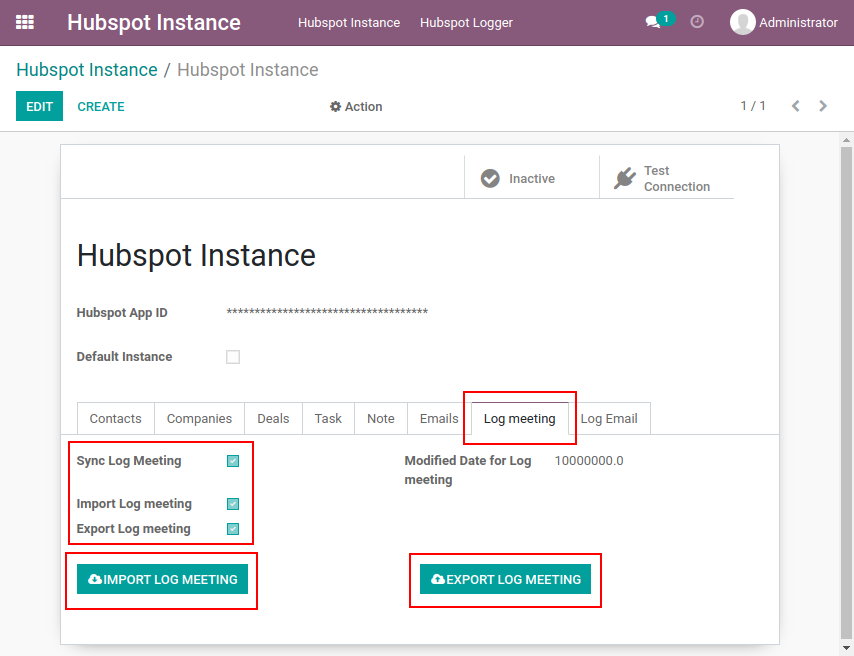 Hubspot Instance Hubspot Instance Hubspot Logger 1 Administrator
Hubspot Instance / Hubspot Instance
EDIT CREATE Action 1 / 1
Inactive Test
Connection
Hubspot Instance
Hubspot App ID ************************************
Default Instance
Contacts Companies Deals Task Note Emails Log meeting Log Email
Sync Log Meeting Modified Date for Log 10000000.0
meeting
Import Log meeting
Export Log meeting
IMPORT LOG MEETING EXPORT LOG MEETING